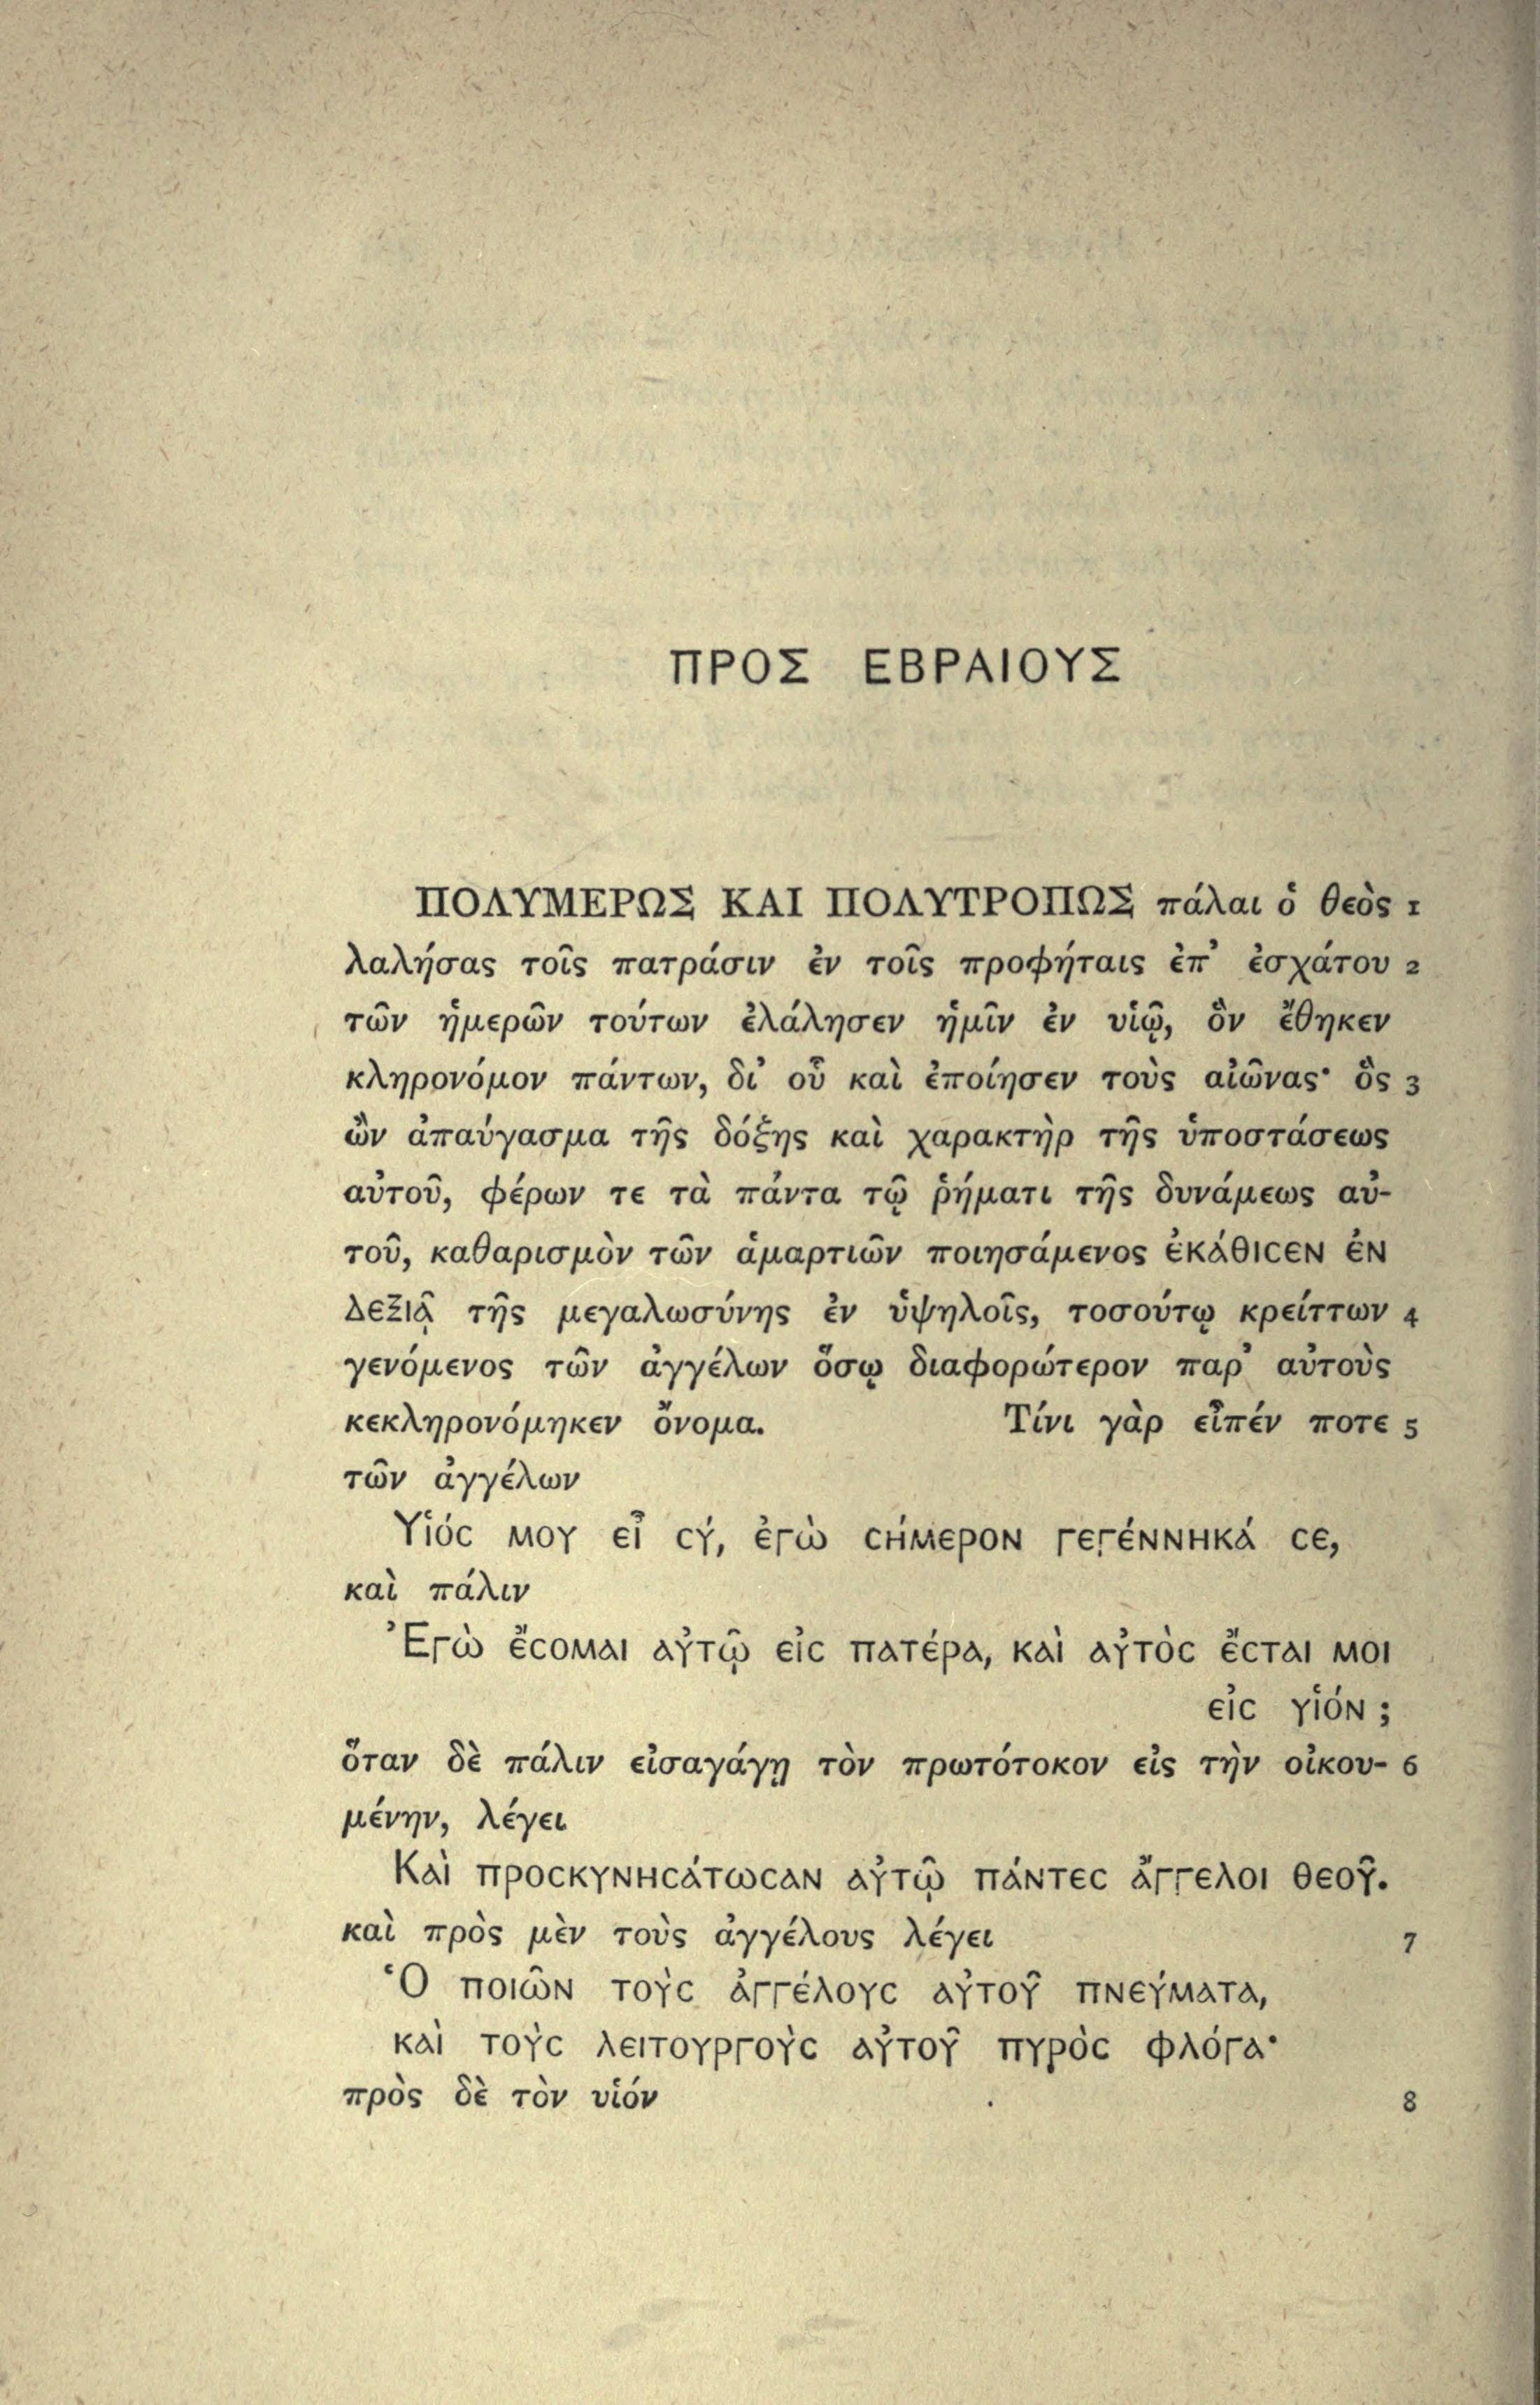 ΠΡΟΣ ΕΒΡΑΙΟΥΣ
ΠΟΛΥΜΕΡΩΣ ΚΑΙ ΠΟΛΥΤΡΟΠΩΣ πάλαι ὁ θεὸς 1
λαλήσας τοῖς πατράσιν ἐν τοῖς προφήταις ἐπ’ ἐσχάτου 2
τῶν ἡμερῶν τούτων ἐλάλησεν ἡμῖν ἐν υἱῷ, ὃν ἔθηκεν
κληρονόμον πάντων, δι’ οὗ καὶ ἐποίησεν τοὺς αἰῶνας· ὃς 3
ὢν ἀπαύγασμα τῆς δόξης καὶ χαρακτὴρ τῆς ὑποστάσεως
αὐτοῦ, φέρων τε τὰ πάντα τῷ ῥήματι τῆς δυνάμεως αὐ-
τοῦ, καθαρισμὸν τῶν ἁμαρτιῶν ποιησάμενος ἐκάθιϲεν ἐν
δεξιᾷ τῆς μεγαλωσύνης ἐν ὑψηλοῖς, τοσούτῳ κρείττων 4
γενόμενος τῶν ἀγγέλων ὅσῳ διαφορώτερον παρ’ αὐτοὺς
κεκληρονόμηκεν ὄνομα. Τίνι γὰρ εἶπέν ποτε 5
τῶν ἀγγέλων
Υἱόϲ μου εἶ ϲύ, ἐγὼ ϲήμερον γεγέννηκά ϲε,
καὶ πάλιν
Ἐγὼ ἔϲομαι αὐτῷ εἰϲ πατέρα, καὶ αὐτὸϲ ἔϲται μοι
εἰϲ υἱόν;
ὅταν δὲ πάλιν εἰσαγάγῃ τὸν πρωτότοκον εἰς τὴν οἰκου- 6
μένην, λέγει
Καὶ προϲκυνηϲάτωϲαν αὐτῷ πάντεϲ ἄγγελοι θεοῦ.
καὶ πρὸς μὲν τοὺς ἀγγέλους λέγει 7
Ὁ ποιῶν τοὺϲ ἀγγέλουϲ αὐτοῦ πνεύματα,
καὶ τοὺϲ λειτουργοὺϲ αὐτοῦ πυρὸϲ φλόγα·
πρὸς δὲ τὸν υἱόν 8